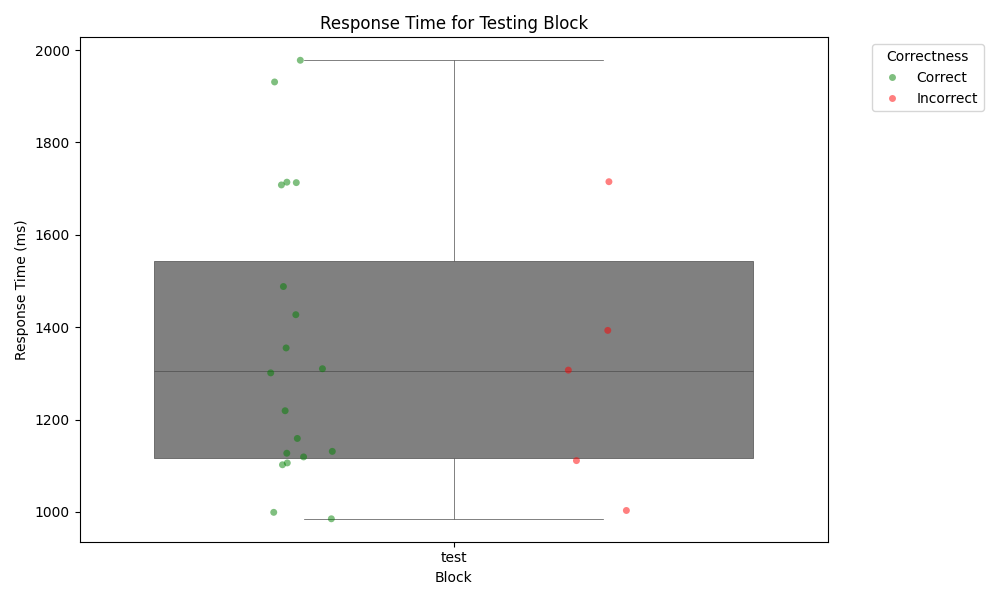 Response Time for Testing Block
Correctness
Correct
Incorrect
2000
1800
1600
1400
1200
1000
Response Time (ms)
test
Block